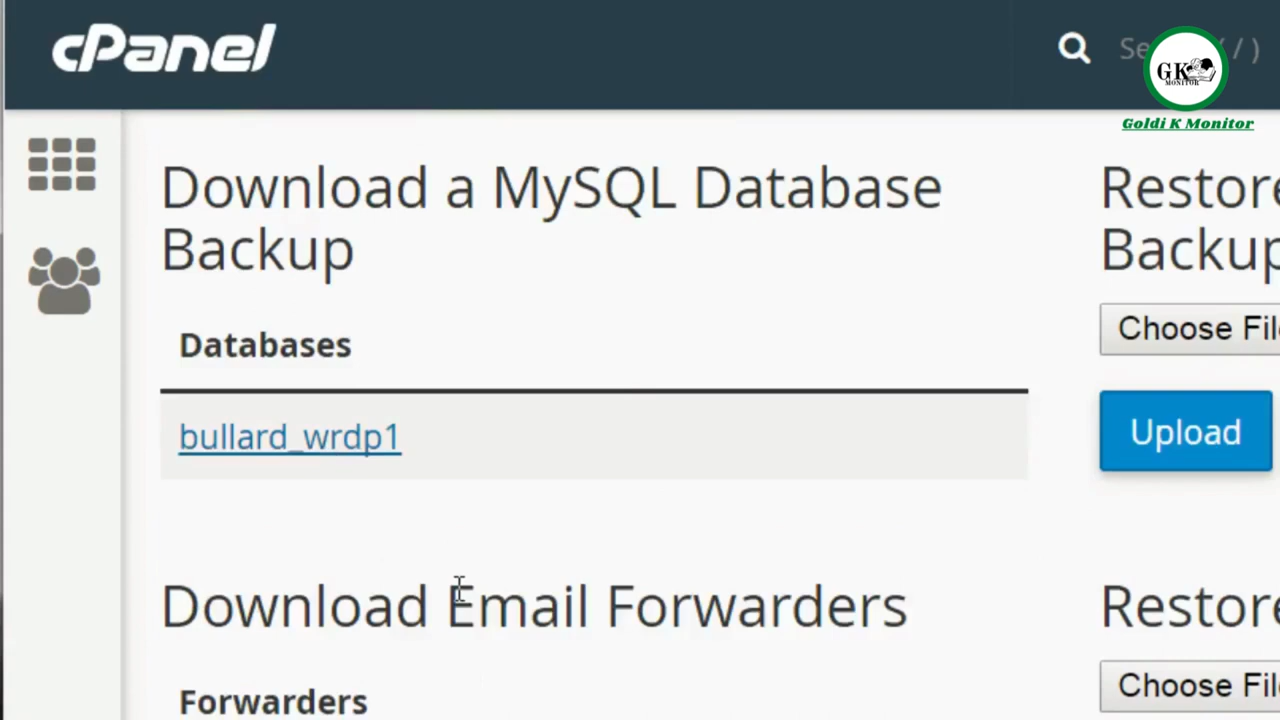 cPanel
( / )
GK
MONITOR
Goldi K Monitor
Download a MySQL Database
Backup
Databases
bullard_wrdp1
Restore
Backup
Choose Fil
Upload
Download Email Forwarders
Forwarders
Restore
Choose Fil